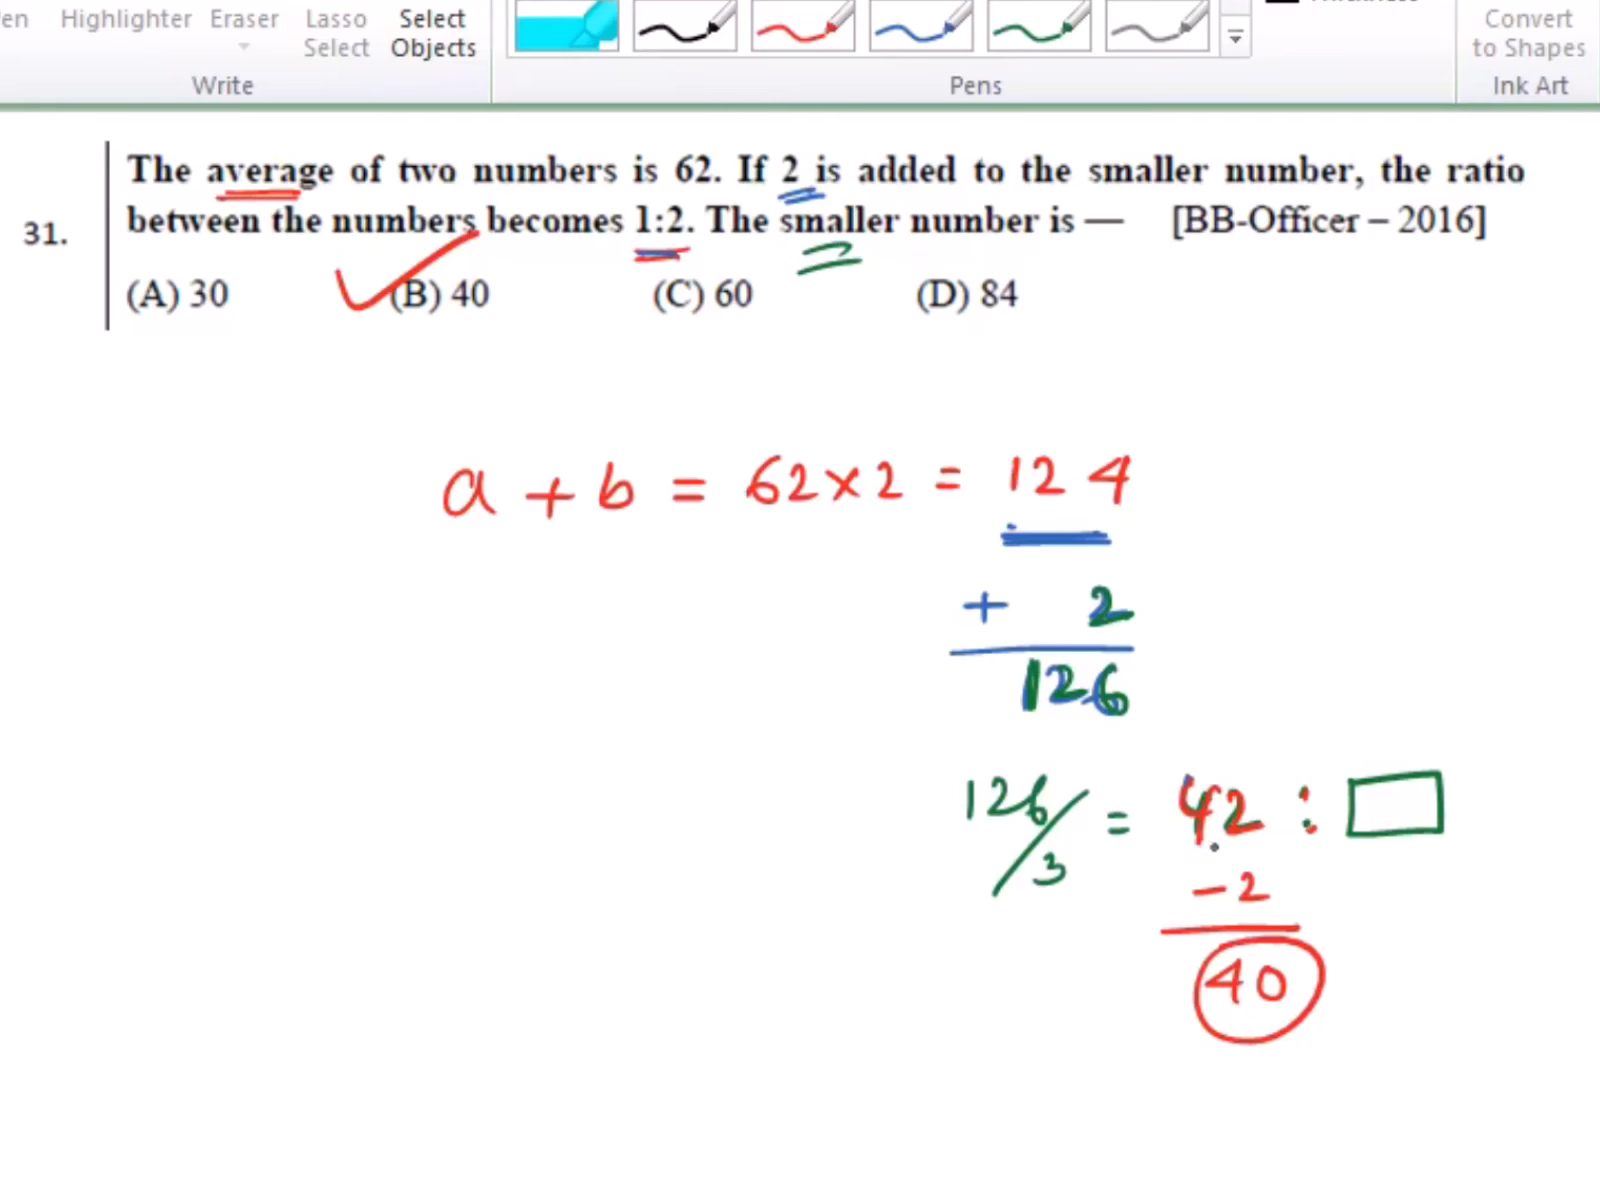 en Highlighter Eraser Lasso Select Select Objects
Write
Pens
Convert to Shapes
Ink Art
31. The average of two numbers is 62. If 2 is added to the smaller number, the ratio
between the numbers becomes 1:2. The smaller number is — [BB-Officer – 2016]
(A) 30 (B) 40 (C) 60 (D) 84
a + b = 62×2 = 124
+ 2
126
126/3 = 42 :
-2
40